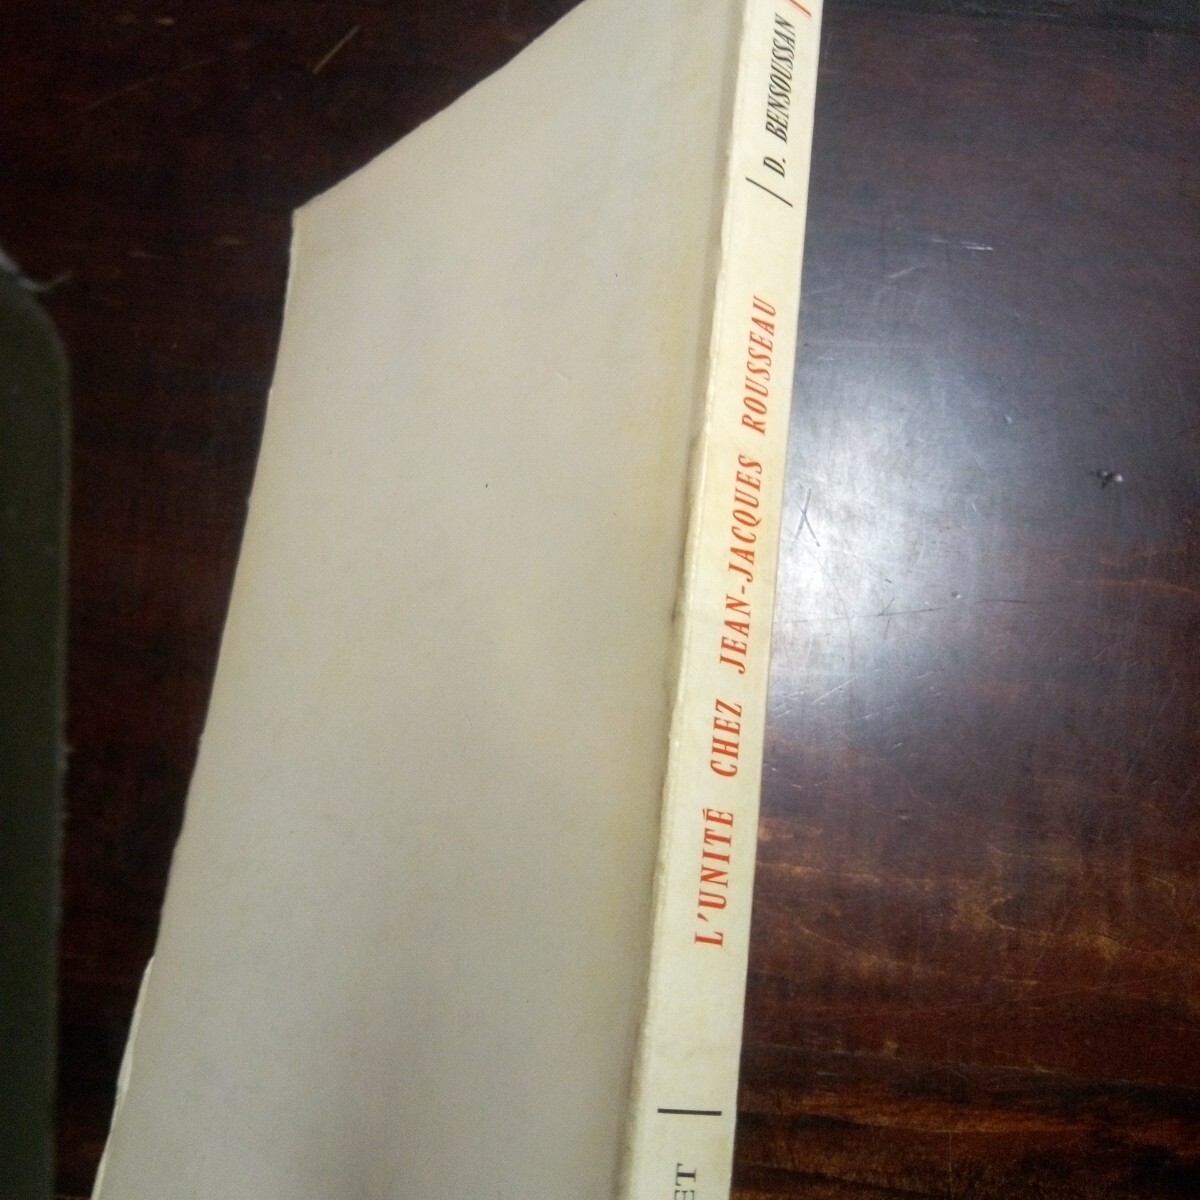 D. BENSOUSSAN
L'UNITÉ CHEZ JEAN-JACQUES ROUSSEAU